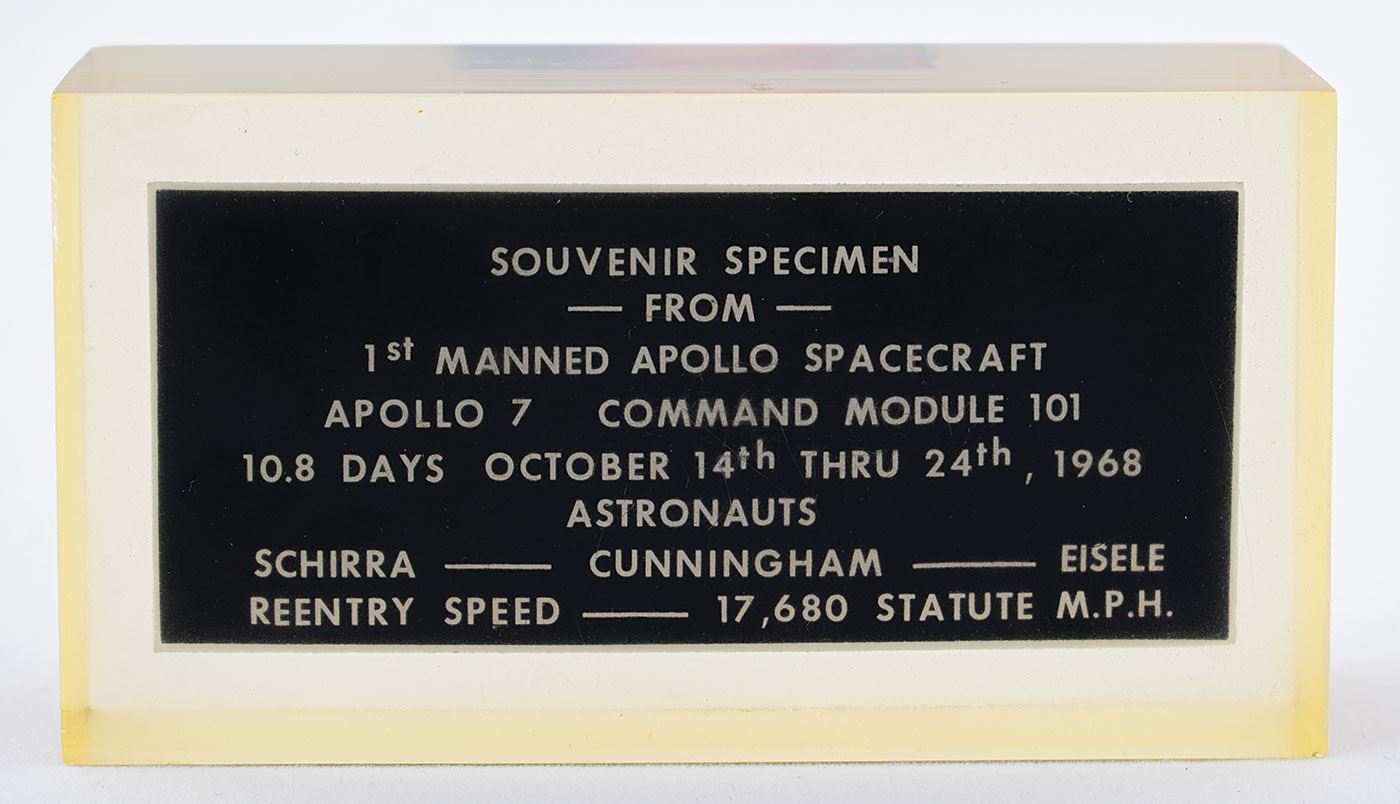 SOUVENIR SPECIMEN
— FROM —
1st MANNED APOLLO SPACECRAFT
APOLLO 7 COMMAND MODULE 101
10.8 DAYS OCTOBER 14th THRU 24th, 1968
ASTRONAUTS
SCHIRRA — CUNNINGHAM — EISELE
REENTRY SPEED — 17,680 STATUTE M.P.H.